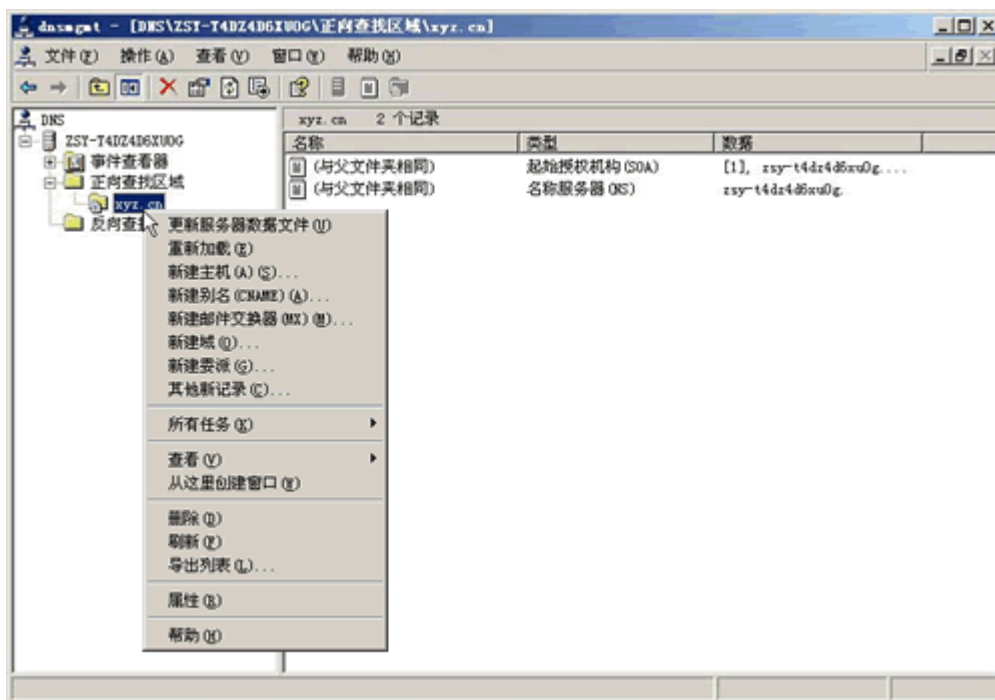 dnsmgmt - [DNS\ZSY-T4DZ4D6XU0G\正向查找区域\xyz.cn]
文件(F) 操作(A) 查看(V) 窗口(W) 帮助(H)
DNS
ZSY-T4DZ4D6XU0G
事件查看器
正向查找区域
xyz.cn
反向查找
xyz.cn 2 个记录
名称 类型 数据
(与父文件夹相同) 起始授权机构(SOA) [1], zsy-t4dz4d6xu0g....
(与父文件夹相同) 名称服务器(NS) zsy-t4dz4d6xu0g.
更新服务器数据文件(U)
重新加载(E)
新建主机(A)(S)...
新建别名(CNAME)(A)...
新建邮件交换器(MX)(M)...
新建域(O)...
新建委派(G)...
其他新记录(C)...
所有任务(K)
查看(V)
从这里创建窗口(W)
删除(D)
刷新(F)
导出列表(L)...
属性(R)
帮助(H)